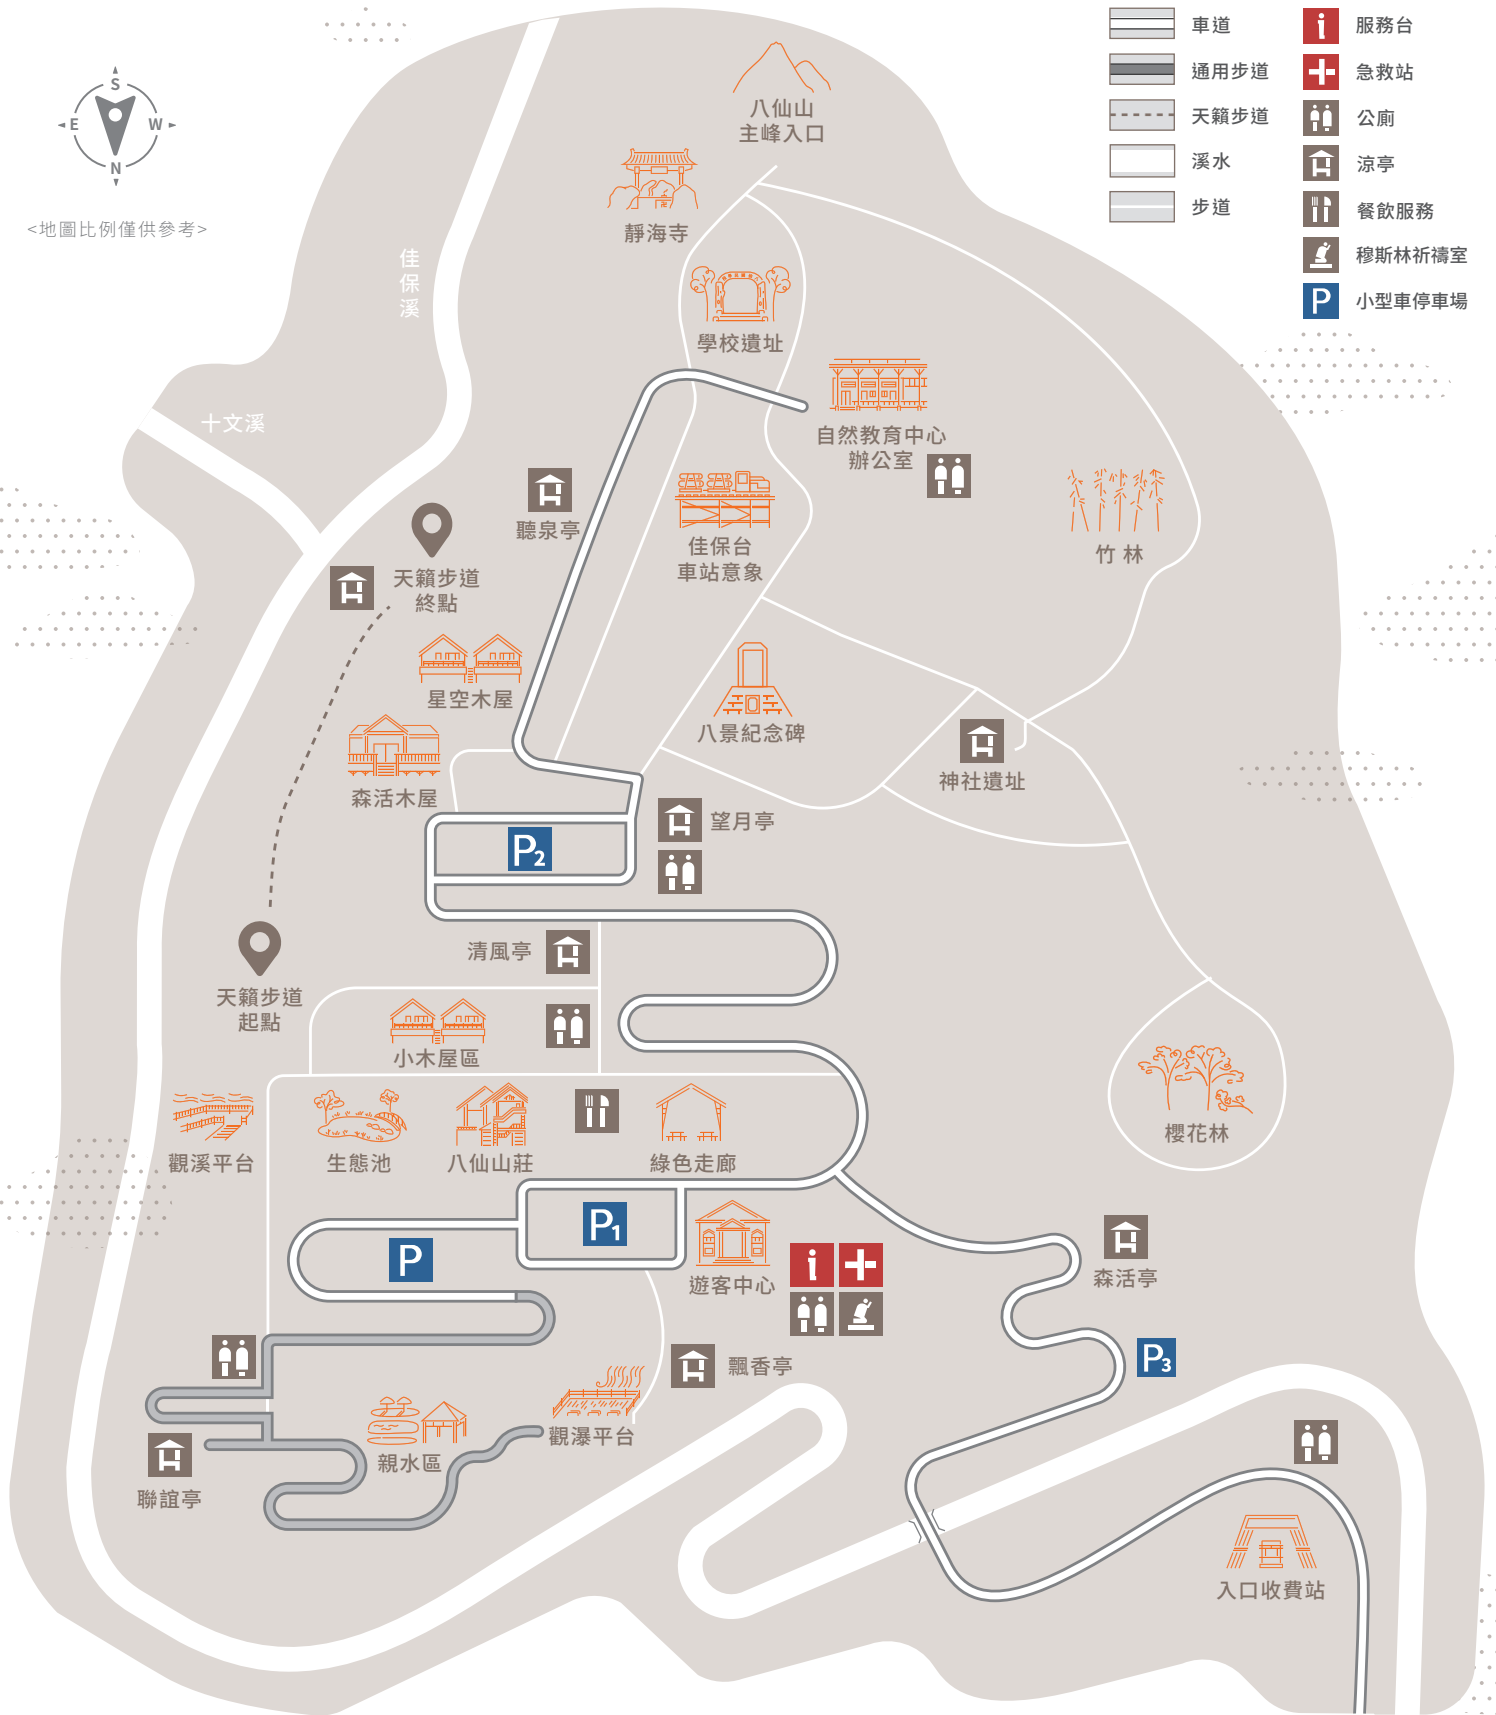 S
E
W
N
<地圖比例僅供參考>
車道
通用步道
天籟步道
溪水
步道
服務台
急救站
公廁
涼亭
餐飲服務
穆斯林祈禱室
P
小型車停車場
八仙山
主峰入口
靜海寺
佳保溪
學校遺址
十文溪
自然教育中心
辦公室
聽泉亭
佳保台
車站意象
竹林
天籟步道
終點
星空木屋
八景紀念碑
神社遺址
森活木屋
望月亭
P2
清風亭
天籟步道
起點
小木屋區
櫻花林
觀溪平台
生態池
八仙山莊
綠色走廊
P1
P
遊客中心
森活亭
P3
飄香亭
觀瀑平台
親水區
聯誼亭
入口收費站